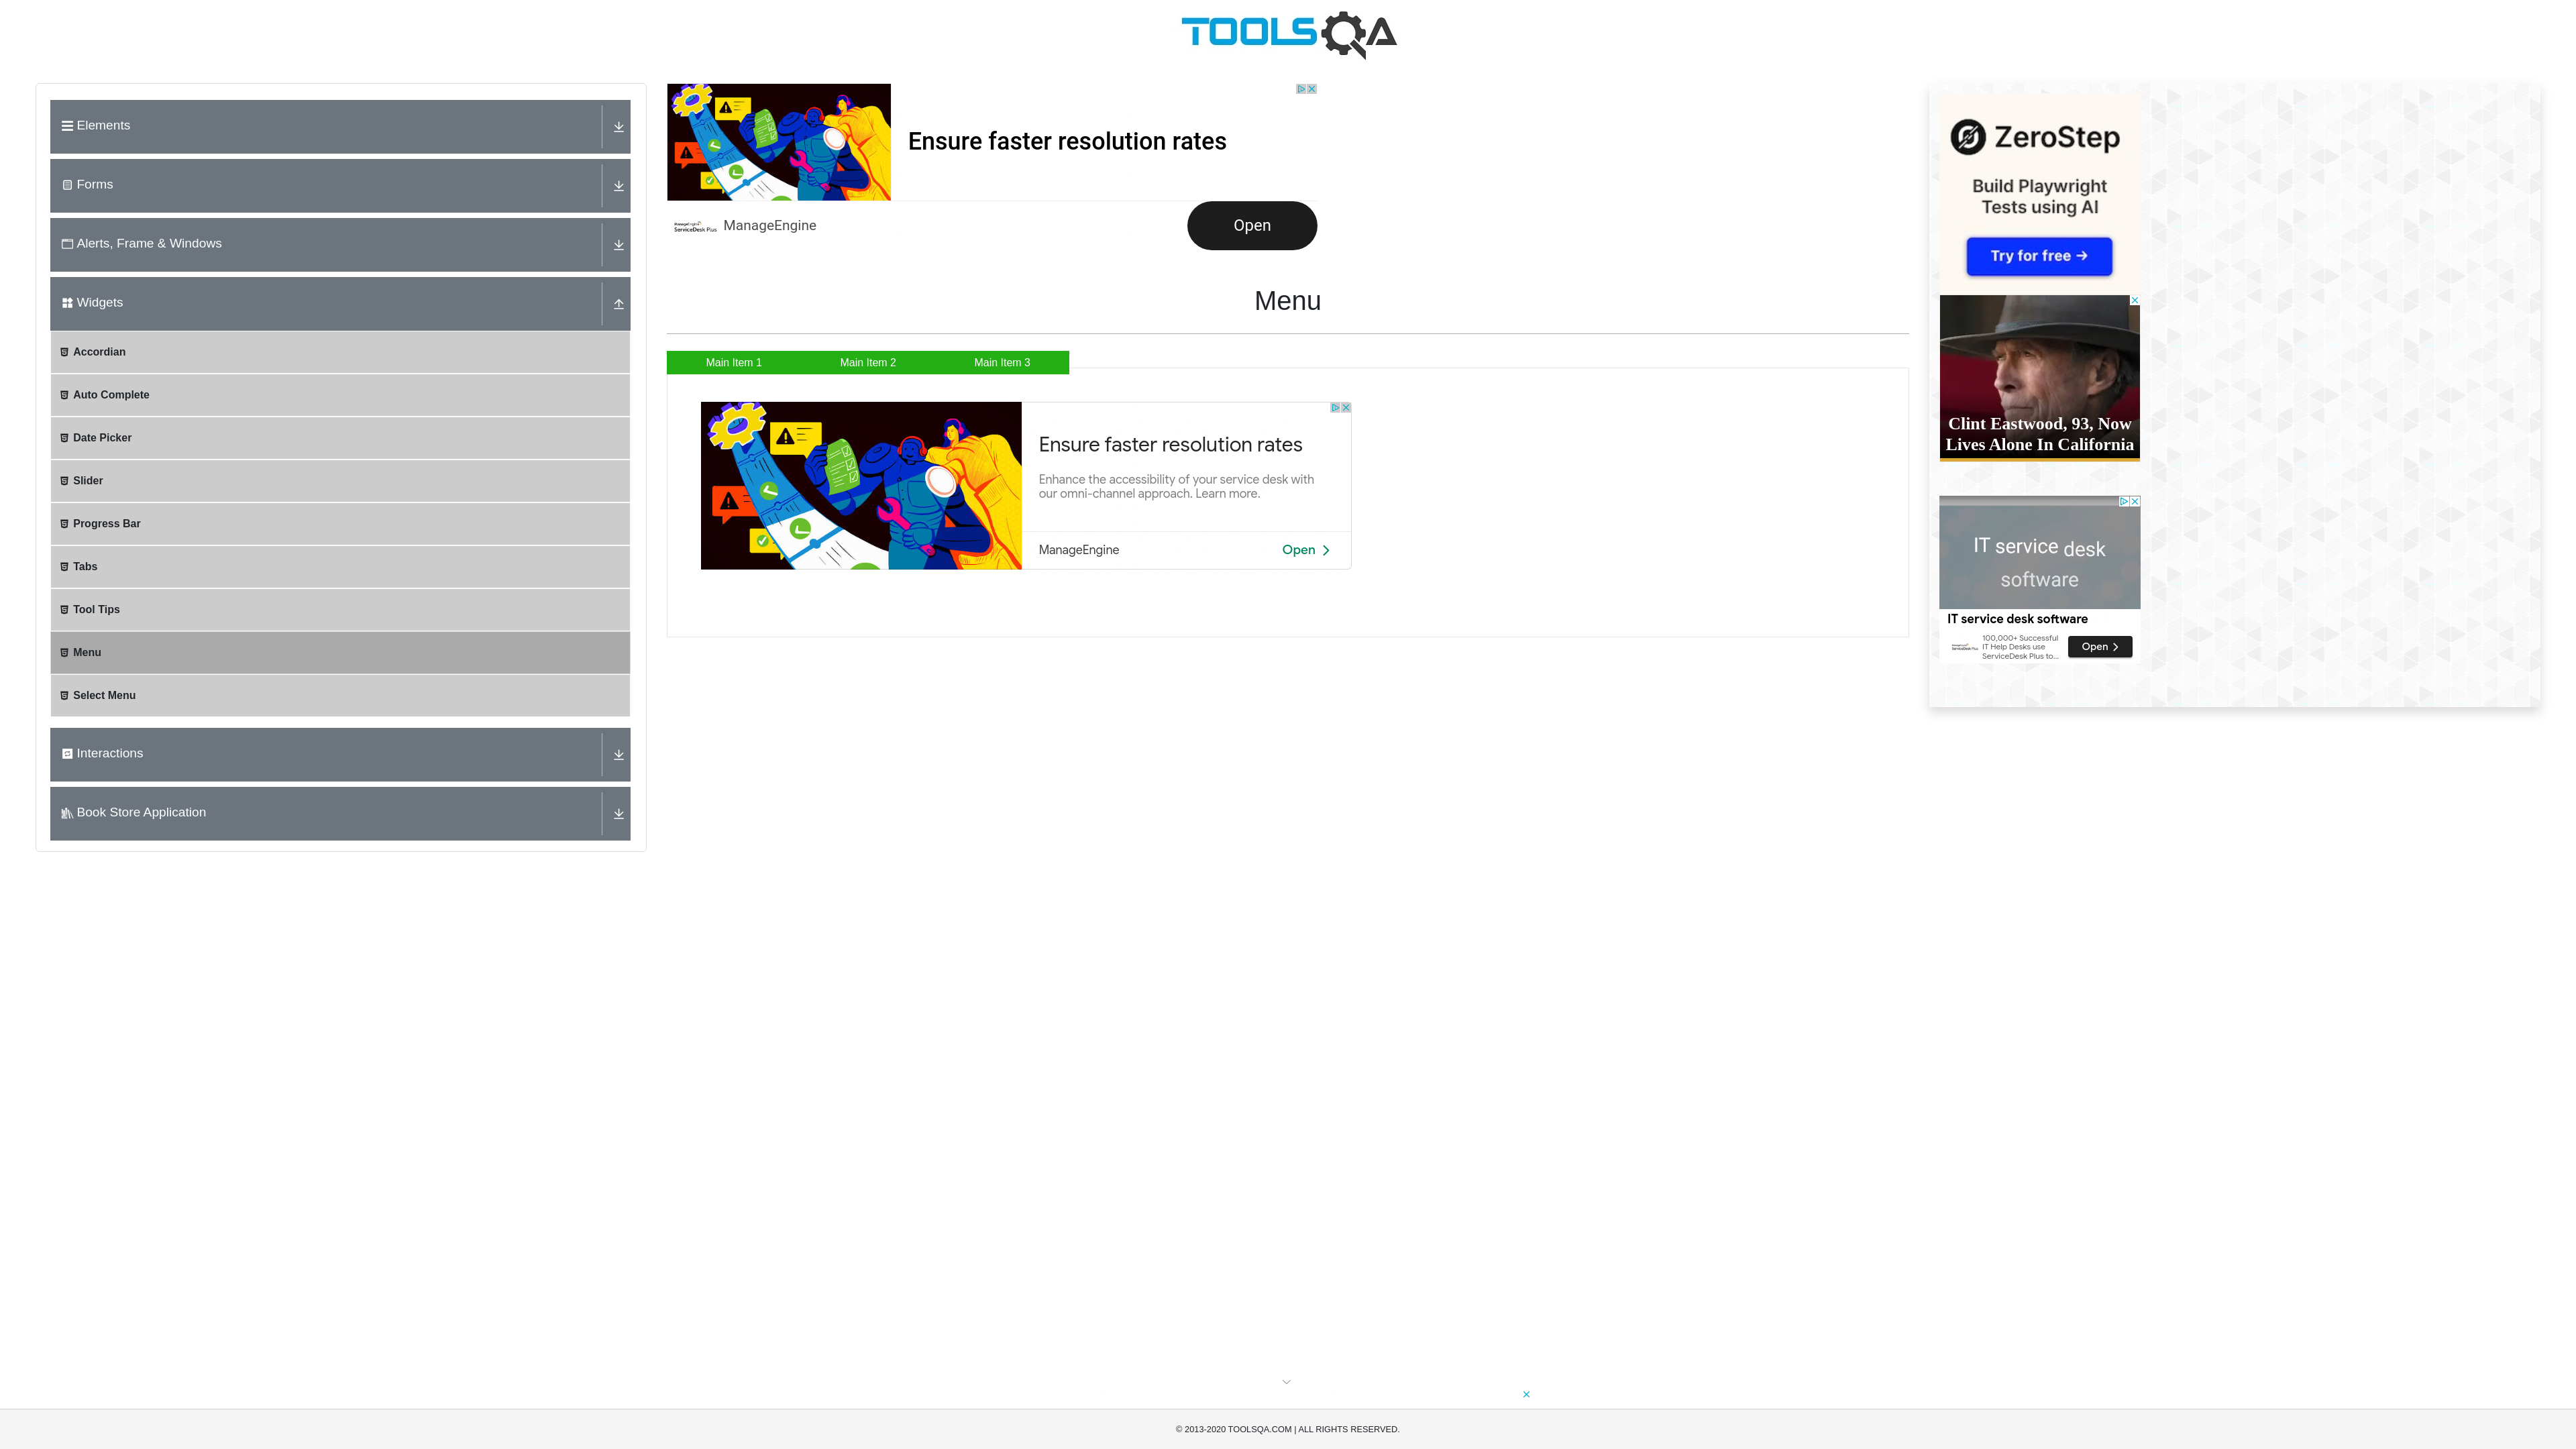 TOOLSQA
Elements
Forms
Alerts, Frame & Windows
Widgets
Accordian
Auto Complete
Date Picker
Slider
Progress Bar
Tabs
Tool Tips
Menu
Select Menu
Interactions
Book Store Application
Ensure faster resolution rates
ServiceDesk Plus
ManageEngine
Open
Menu
Main Item 1
Main Item 2
Main Item 3
Ensure faster resolution rates
Enhance the accessibility of your service desk with
our omni-channel approach. Learn more.
ManageEngine
Open
ZeroStep
Build Playwright
Tests using AI
Try for free →
Clint Eastwood, 93, Now
Lives Alone In California
IT service desk
software
IT service desk software
100,000+ Successful
IT Help Desks use
ServiceDesk Plus to...
Open
© 2013-2020 TOOLSQA.COM | ALL RIGHTS RESERVED.